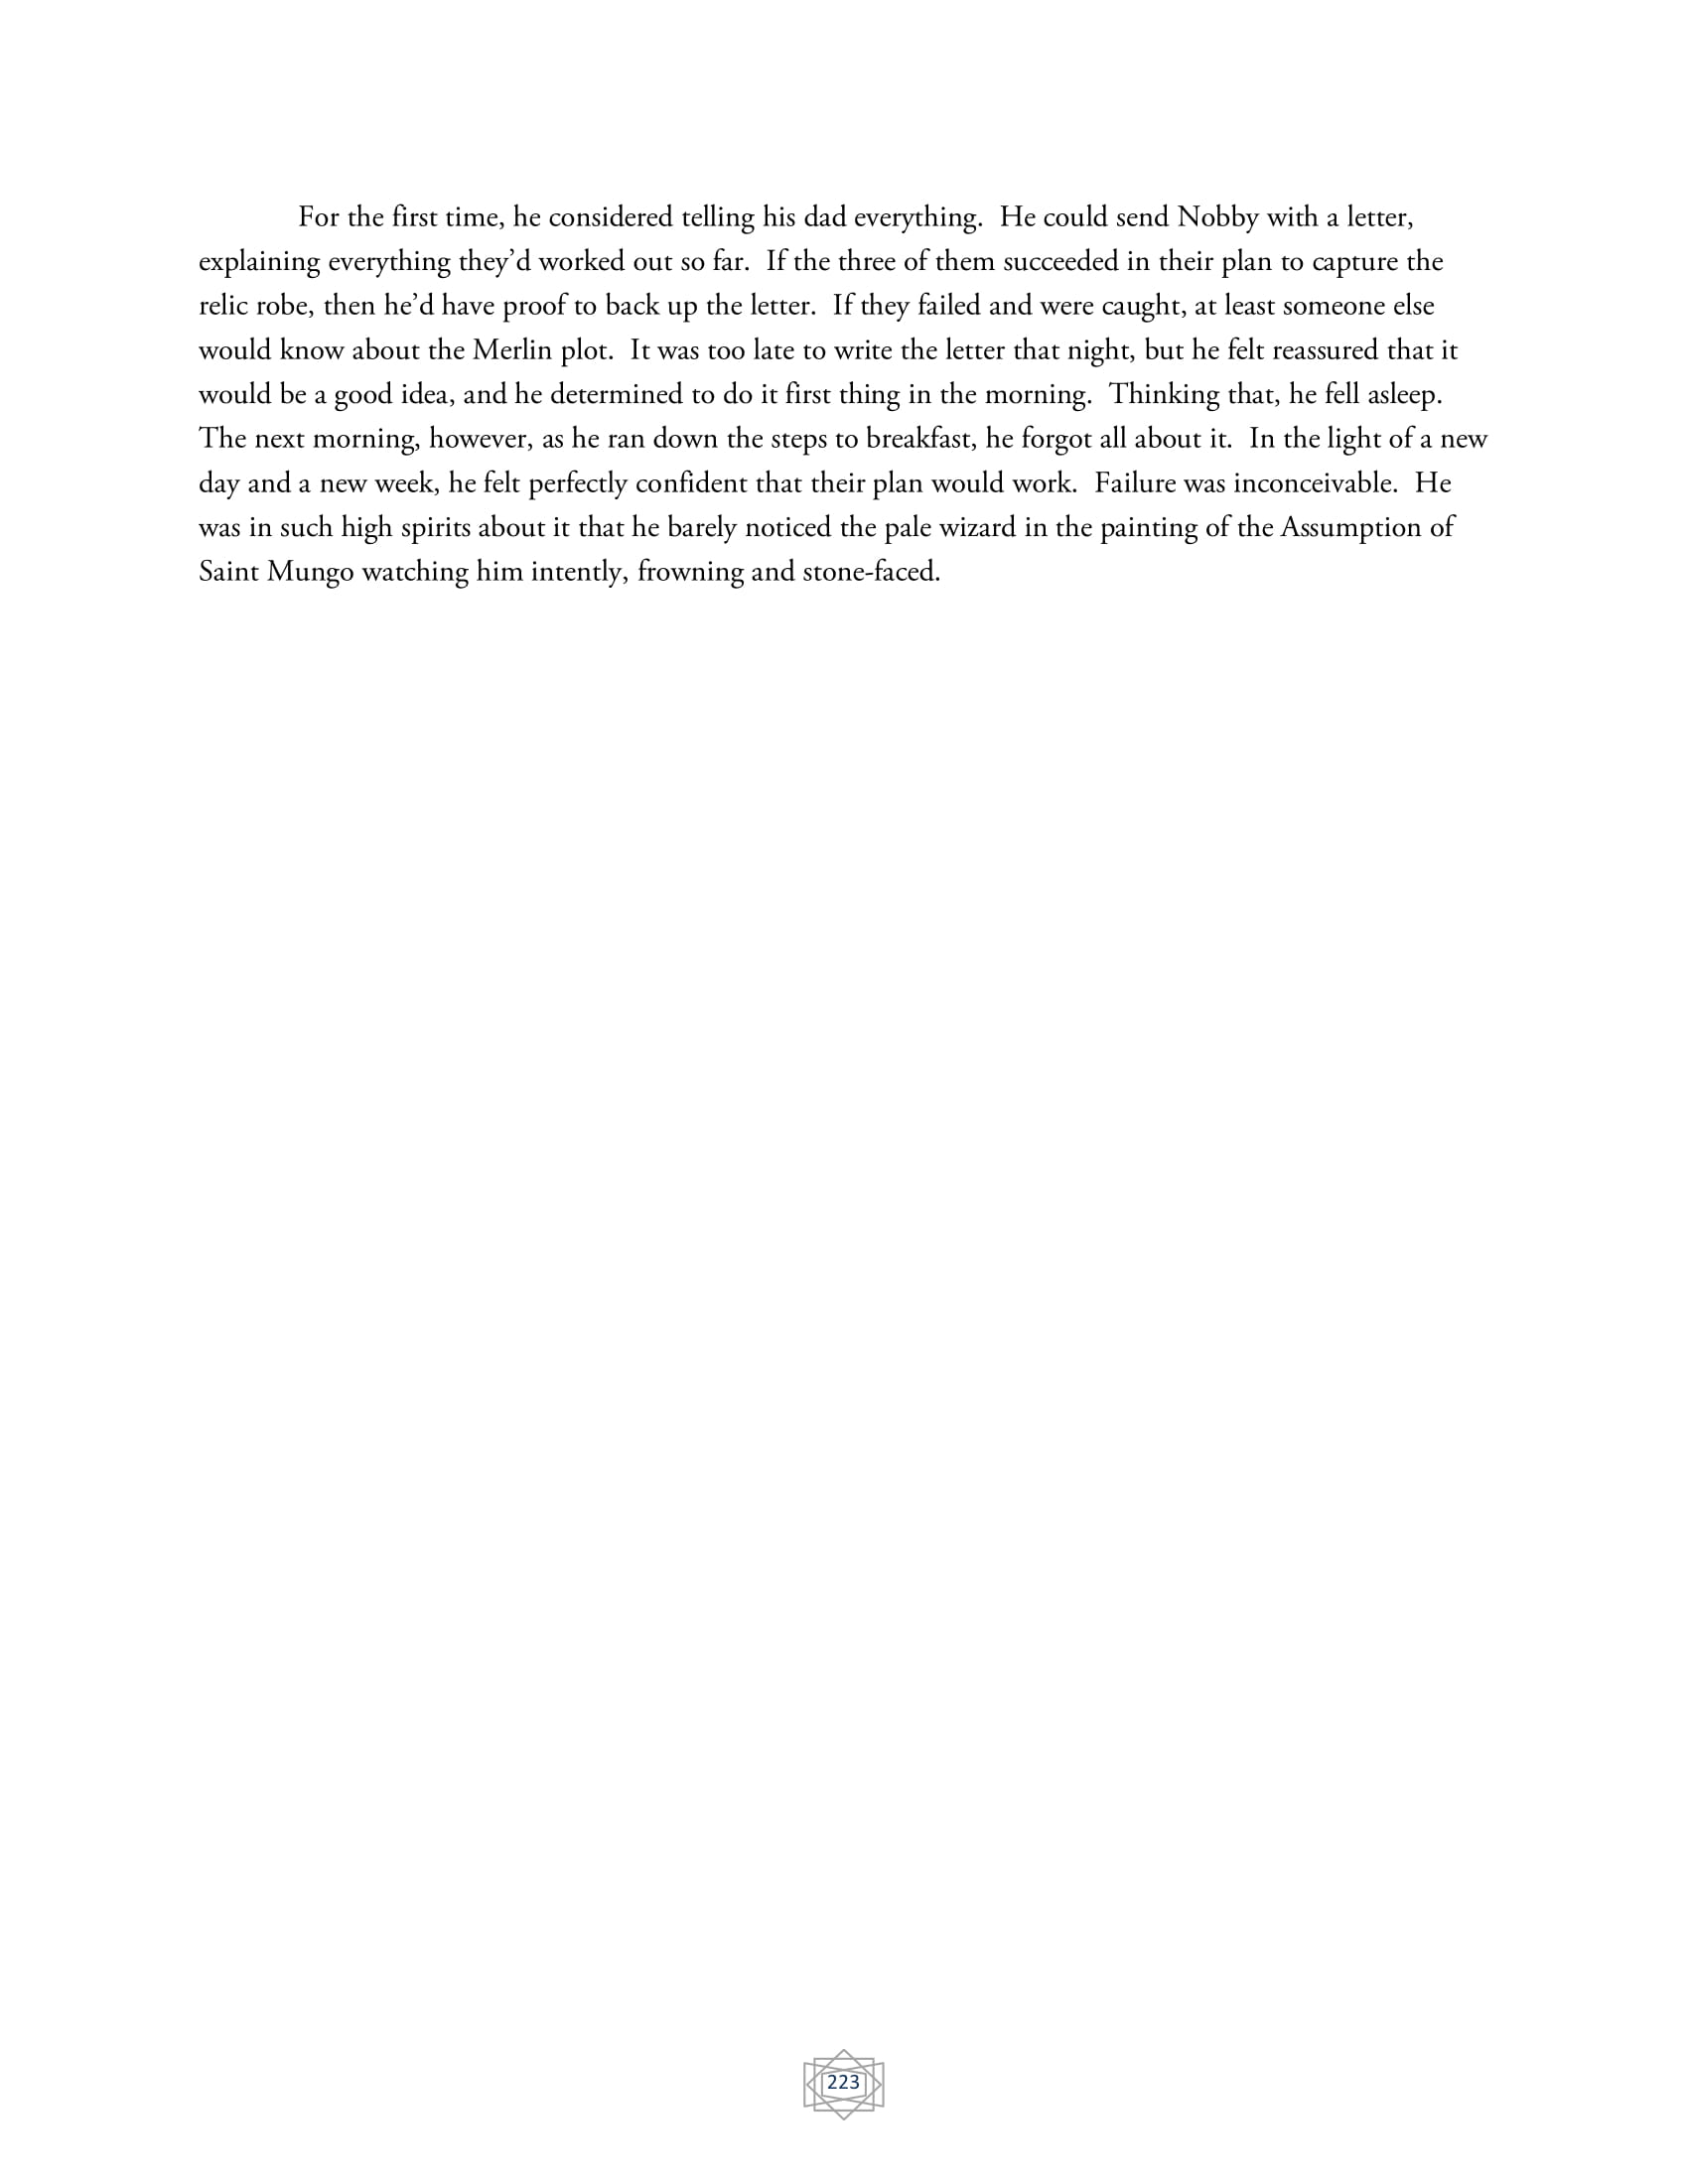 For the first time, he considered telling his dad everything.  He could send Nobby with a letter,
explaining everything they’d worked out so far.  If the three of them succeeded in their plan to capture the
relic robe, then he’d have proof to back up the letter.  If they failed and were caught, at least someone else
would know about the Merlin plot.  It was too late to write the letter that night, but he felt reassured that it
would be a good idea, and he determined to do it first thing in the morning.  Thinking that, he fell asleep.
The next morning, however, as he ran down the steps to breakfast, he forgot all about it.  In the light of a new
day and a new week, he felt perfectly confident that their plan would work.  Failure was inconceivable.  He
was in such high spirits about it that he barely noticed the pale wizard in the painting of the Assumption of
Saint Mungo watching him intently, frowning and stone-faced.
223